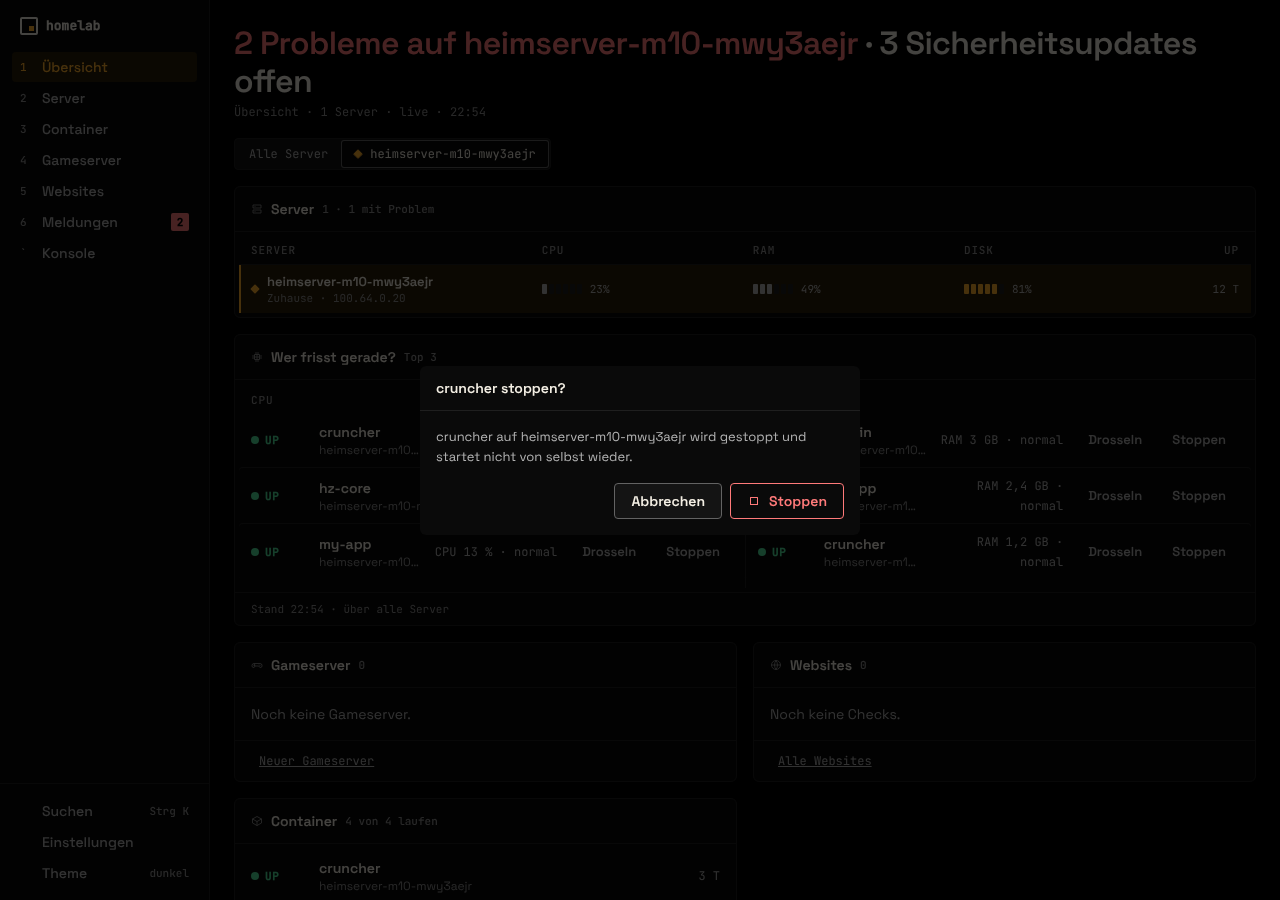 homelab
1 Übersicht
2 Server
3 Container
4 Gameserver
5 Websites
6 Meldungen 2
` Konsole
Suchen Strg K
Einstellungen
Theme dunkel
2 Probleme auf heimserver-m10-mwy3aejr · 3 Sicherheitsupdates
offen
Übersicht · 1 Server · live · 22:54
Alle Server heimserver-m10-mwy3aejr
Server 1 · 1 mit Problem
SERVER CPU RAM DISK UP
heimserver-m10-mwy3aejr 23% 49% 81% 12 T
Zuhause · 100.64.0.20
Wer frisst gerade? Top 3
CPU
cruncher stoppen?
cruncher auf heimserver-m10-mwy3aejr wird gestoppt und
startet nicht von selbst wieder.
Abbrechen Stoppen
UP cruncher
heimserver-m10…
RAM 3 GB · normal Drosseln Stoppen
UP hz-core
RAM 2,4 GB · normal Drosseln Stoppen
UP my-app CPU 13 % · normal Drosseln Stoppen
heimserver-m10…
UP cruncher RAM 1,2 GB · normal Drosseln Stoppen
heimserver-m1…
Stand 22:54 · über alle Server
Gameserver 0
Noch keine Gameserver.
Neuer Gameserver
Websites 0
Noch keine Checks.
Alle Websites
Container 4 von 4 laufen
UP cruncher 3 T
heimserver-m10-mwy3aejr